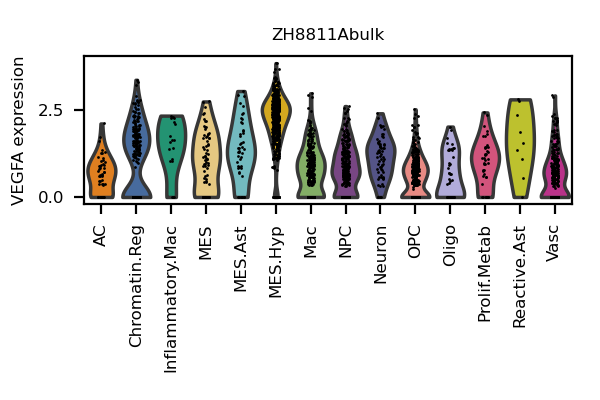 ZH8811Abulk
VEGFA expression
2.5
0.0
AC
Chromatin.Reg
Inflammatory.Mac
MES
MES.Ast
MES.Hyp
Mac
NPC
Neuron
OPC
Oligo
Prolif.Metab
Reactive.Ast
Vasc